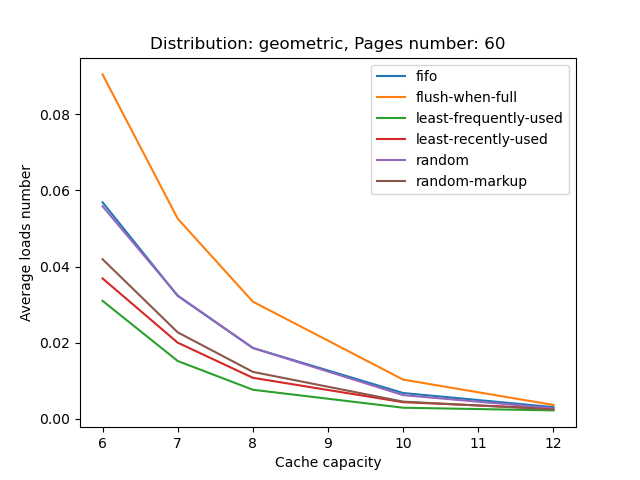 Distribution: geometric, Pages number: 60
fifo
flush-when-full
least-frequently-used
least-recently-used
random
random-markup
Average loads number
0.08
0.06
0.04
0.02
0.00
6 7 8 9 10 11 12
Cache capacity